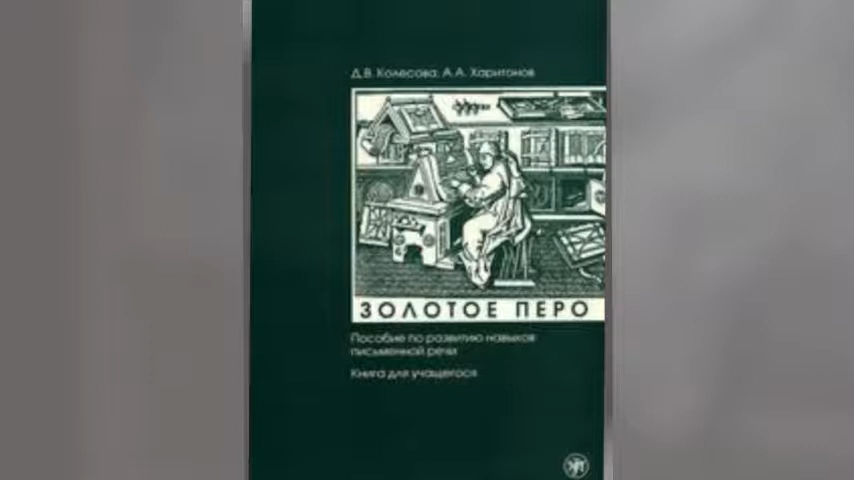 Д.В. Колесова, А.А. Харитонов
ЗОЛОТОЕ ПЕРО
Пособие по развитию навыков
письменной речи
Книга для учащегося